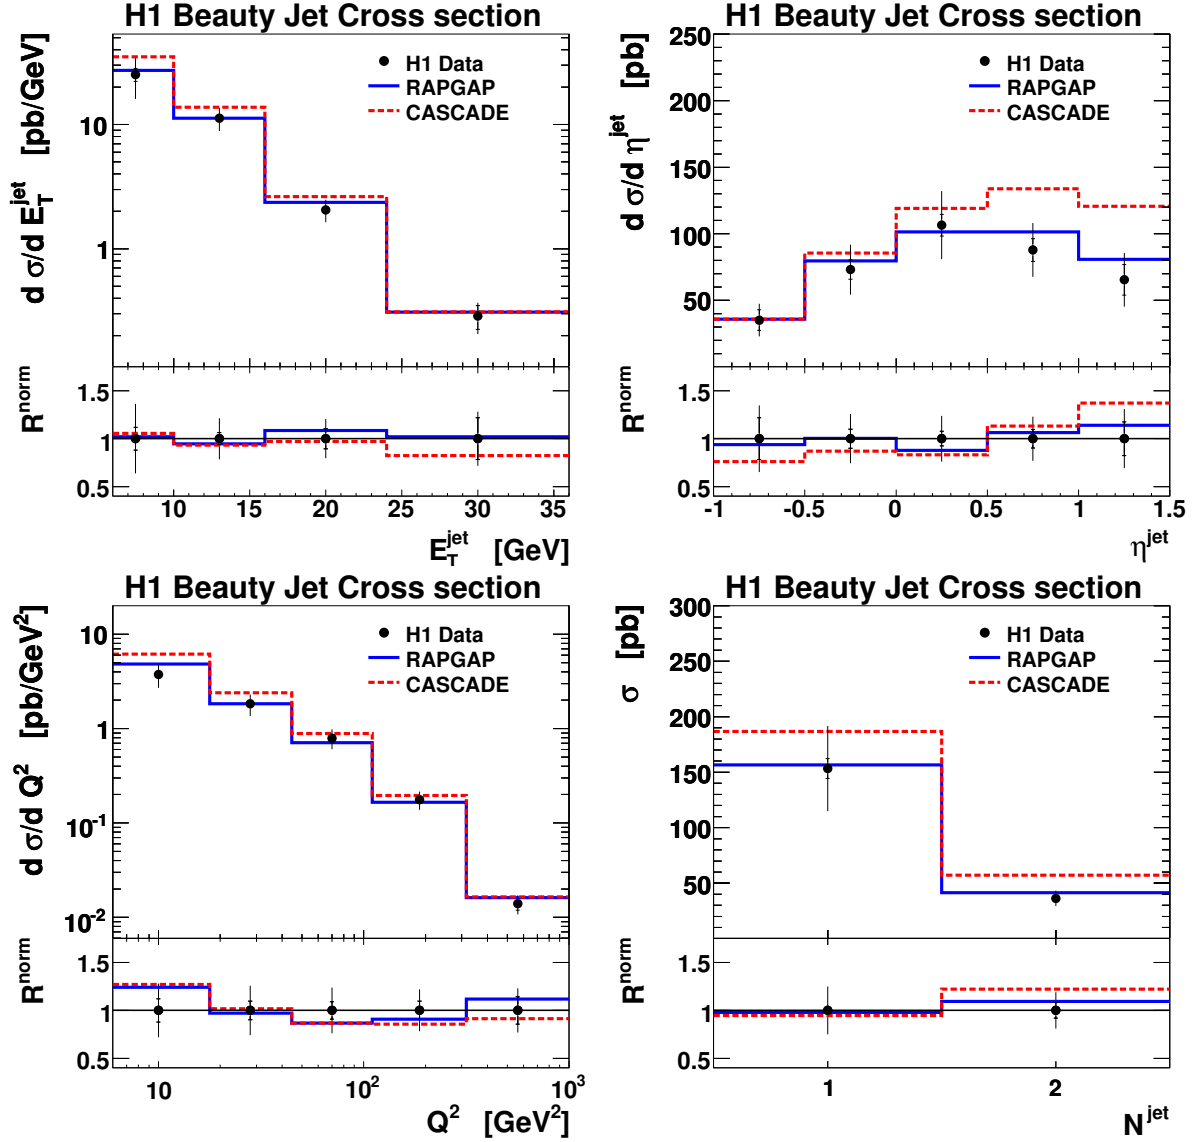 H1 Beauty Jet Cross section
d σ/d E_T^jet [pb/GeV]
10
1
H1 Data
RAPGAP
CASCADE
R^norm
1.5
1
0.5
10 15 20 25 30 35
E_T^jet [GeV]
H1 Beauty Jet Cross section
d σ/d η^jet [pb]
250
200
150
100
50
H1 Data
RAPGAP
CASCADE
R^norm
1.5
1
0.5
-1 -0.5 0 0.5 1 1.5
η^jet
H1 Beauty Jet Cross section
d σ/d Q² [pb/GeV²]
10
1
10⁻¹
10⁻²
H1 Data
RAPGAP
CASCADE
R^norm
1.5
1
0.5
10 10² 10³
Q² [GeV²]
H1 Beauty Jet Cross section
σ [pb]
300
250
200
150
100
50
H1 Data
RAPGAP
CASCADE
R^norm
1.5
1
0.5
1 2
N^jet